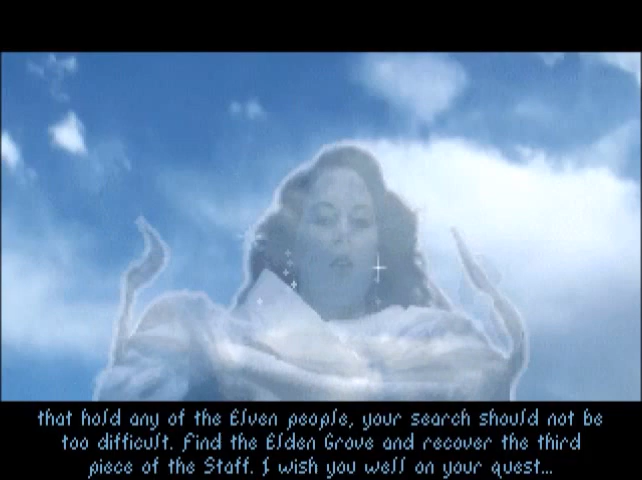 that hold any of the Elven people, your search should not be
too difficult. Find the Elden Grove and recover the third
piece of the Staff. I wish you well on your quest...